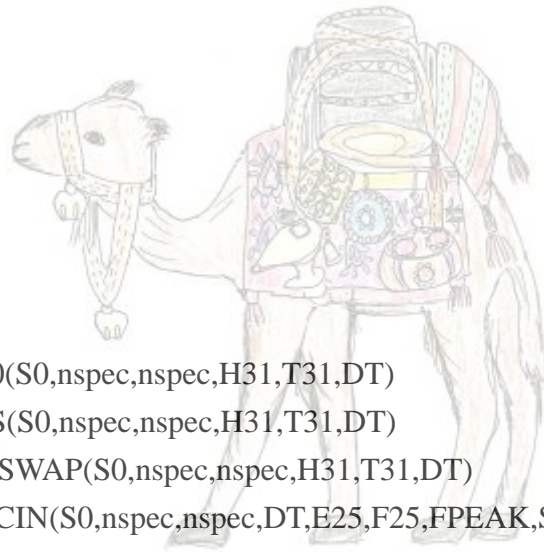 0(S0,nspec,nspec,H31,T31,DT)
S(S0,nspec,nspec,H31,T31,DT)
SWAP(S0,nspec,nspec,H31,T31,DT)
CIN(S0,nspec,nspec,DT,E25,F25,FPEAK,S